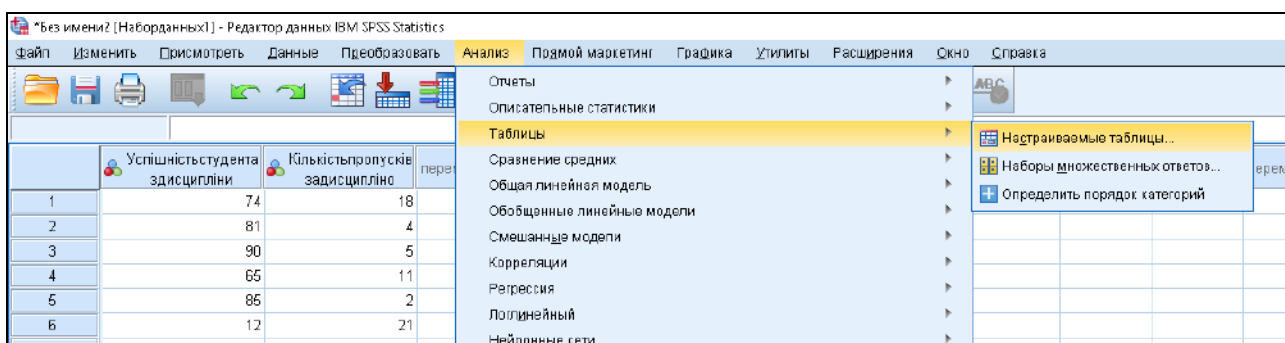 *Без имени2 [Наборданных1] - Редактор данных IBM SPSS Statistics
Файл Изменить Присмотреть Данные Преобразовать Анализ Прямой маркетинг Графика Утилиты Расширения Окно Справка
Отчеты
Описательные статистики
Таблицы
Сравнение средних
Общая линейная модель
Обобщенные линейные модели
Смешанные модели
Корреляции
Регрессия
Логлинейный
Нейронные сети
Настраиваемые таблицы...
Наборы множественных ответов...
Определить порядок категорий
ABC
Успішністьстудента здисципліни
Кількістьпропусків задисципліно
1 74 18
2 81 4
3 90 5
4 65 11
5 85 2
6 12 21